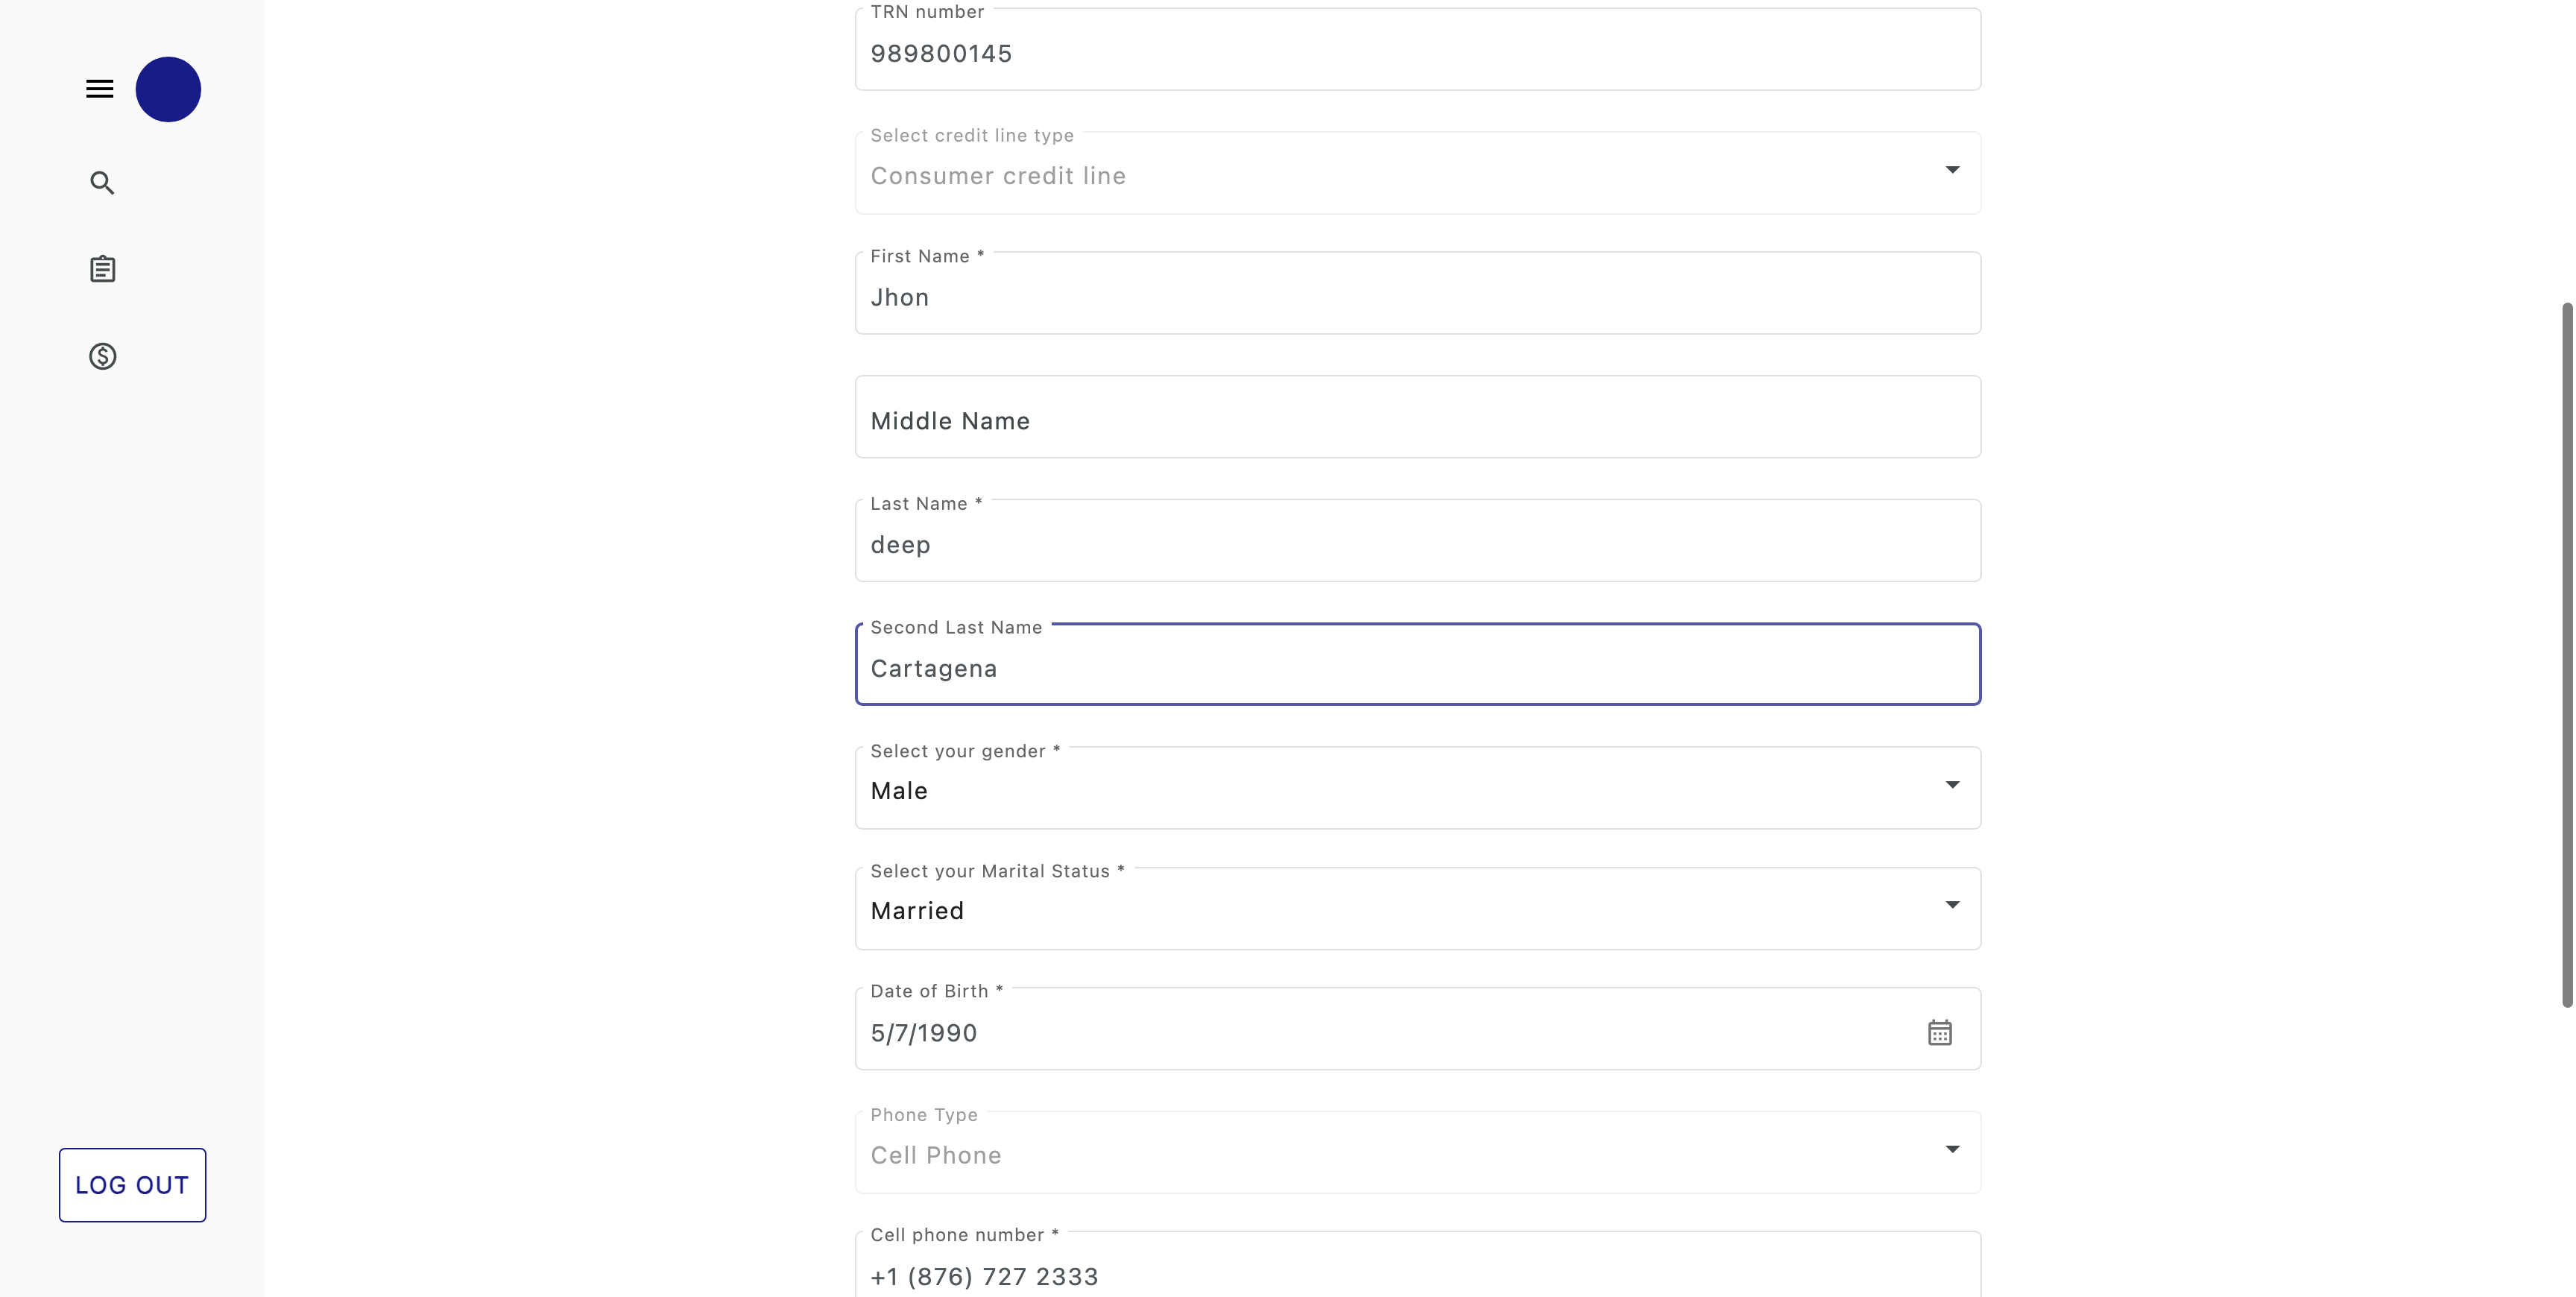 TRN number
989800145
Select credit line type
Consumer credit line
First Name *
Jhon
Middle Name
Last Name *
deep
Second Last Name
Cartagena
Select your gender *
Male
Select your Marital Status *
Married
Date of Birth *
5/7/1990
Phone Type
Cell Phone
LOG OUT
Cell phone number *
+1 (876) 727 2333